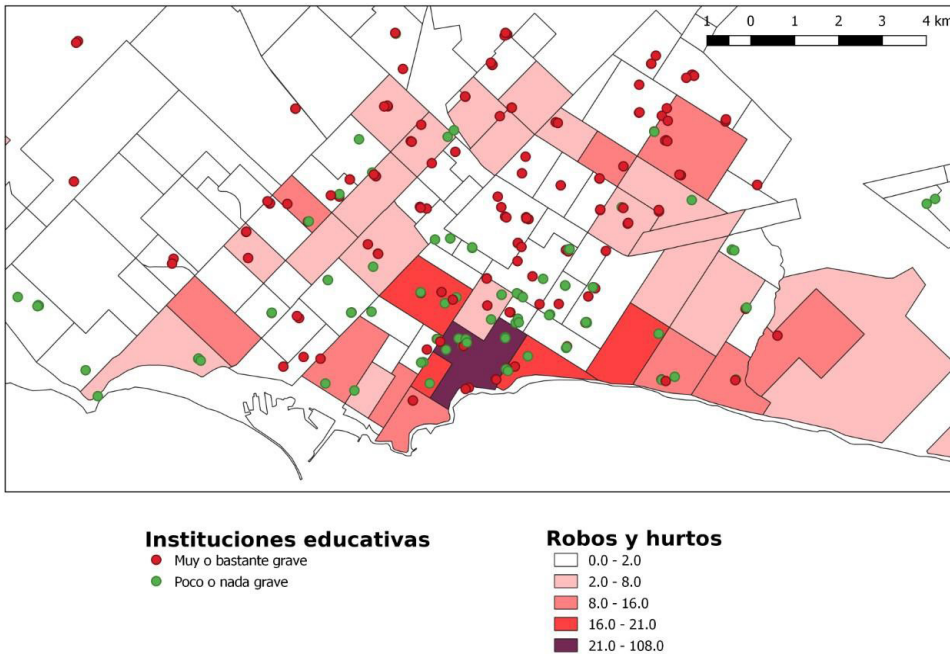 1 0 1 2 3 4 km
Instituciones educativas
Muy o bastante grave
Poco o nada grave
Robos y hurtos
0.0 - 2.0
2.0 - 8.0
8.0 - 16.0
16.0 - 21.0
21.0 - 108.0